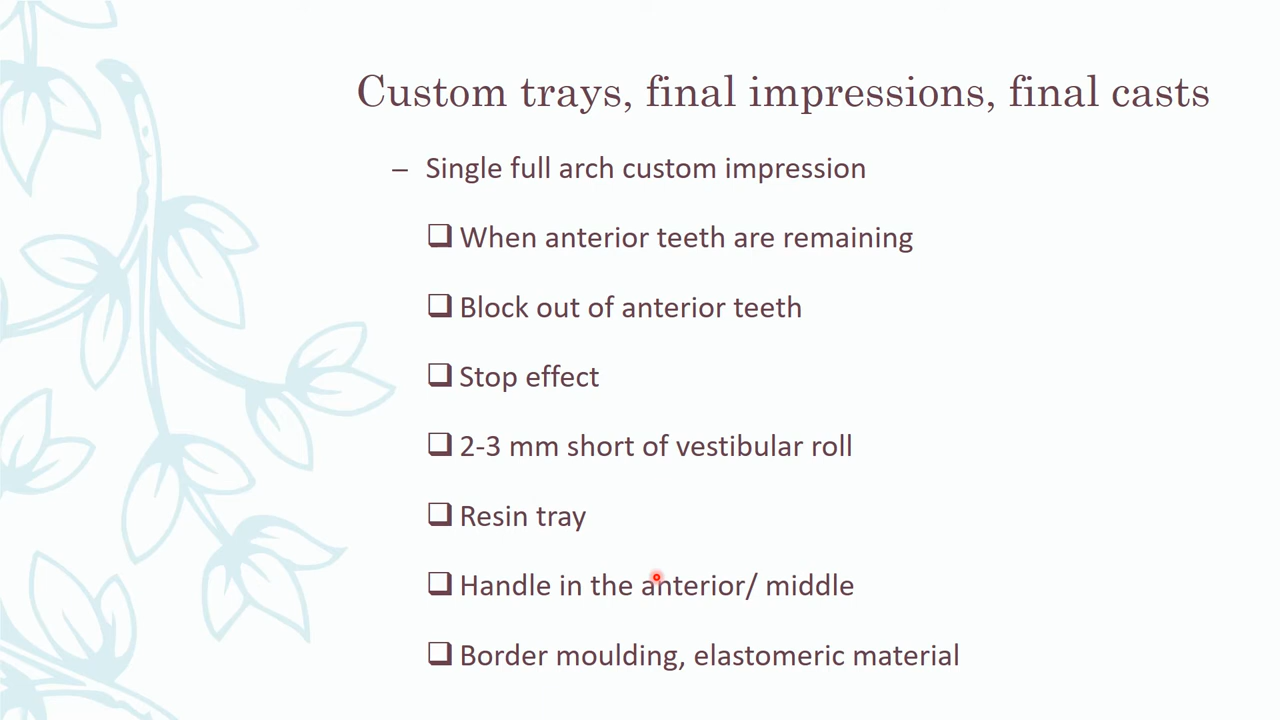 Custom trays, final impressions, final casts
– Single full arch custom impression
❑ When anterior teeth are remaining
❑ Block out of anterior teeth
❑ Stop effect
❑ 2-3 mm short of vestibular roll
❑ Resin tray
❑ Handle in the anterior/ middle
❑ Border moulding, elastomeric material